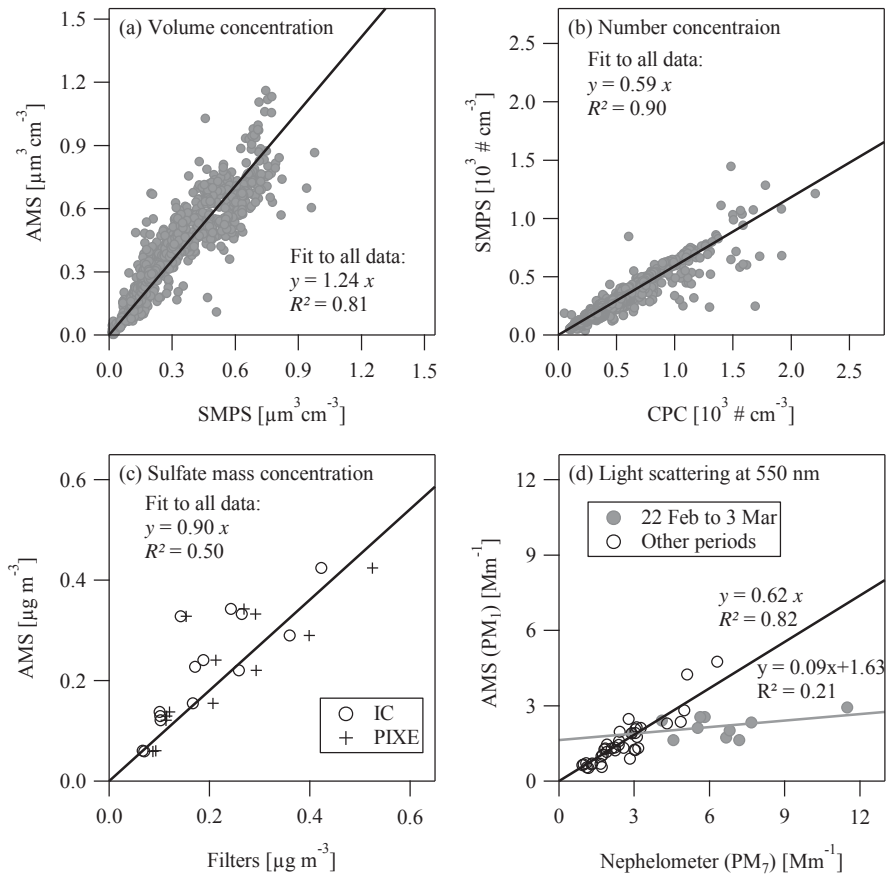 (a) Volume concentration
1.5
1.2
0.9
0.6
0.3
0.0
AMS [µm³ cm⁻³]
Fit to all data:
y = 1.24 x
R² = 0.81
0.0 0.3 0.6 0.9 1.2 1.5
SMPS [µm³cm⁻³]
(b) Number concentraion
2.5
2.0
1.5
1.0
0.5
0.0
SMPS [10³ # cm⁻³]
Fit to all data:
y = 0.59 x
R² = 0.90
0.0 0.5 1.0 1.5 2.0 2.5
CPC [10³ # cm⁻³]
(c) Sulfate mass concentration
0.6
0.4
0.2
0.0
AMS [µg m⁻³]
Fit to all data:
y = 0.90 x
R² = 0.50
IC
PIXE
0.0 0.2 0.4 0.6
Filters [µg m⁻³]
(d) Light scattering at 550 nm
12
9
6
3
0
AMS (PM₁) [Mm⁻¹]
22 Feb to 3 Mar
Other periods
y = 0.62 x
R² = 0.82
y = 0.09x+1.63
R² = 0.21
0 3 6 9 12
Nephelometer (PM₇) [Mm⁻¹]